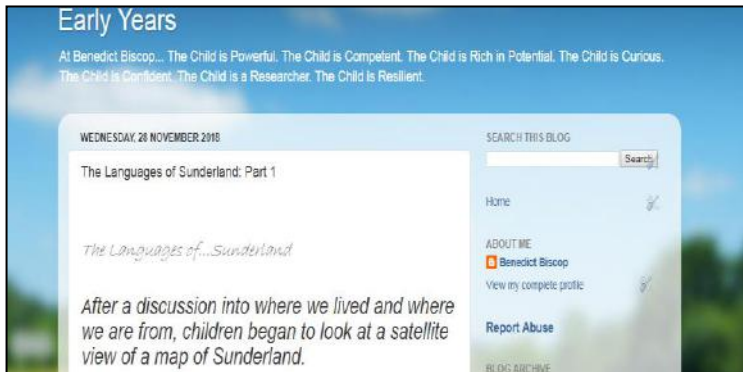 Early Years
At Benedict Biscop... The Child is Powerful. The Child is Competent. The Child is Rich in Potential. The Child is Curious.
The Child is Confident. The Child is a Researcher. The Child is Resilient.
WEDNESDAY, 28 NOVEMBER 2018
The Languages of Sunderland: Part 1
The Languages of...Sunderland
After a discussion into where we lived and where
we are from, children began to look at a satellite
view of a map of Sunderland.
SEARCH THIS BLOG
Search
Home
ABOUT ME
Benedict Biscop
View my complete profile
Report Abuse
BLOG ARCHIVE